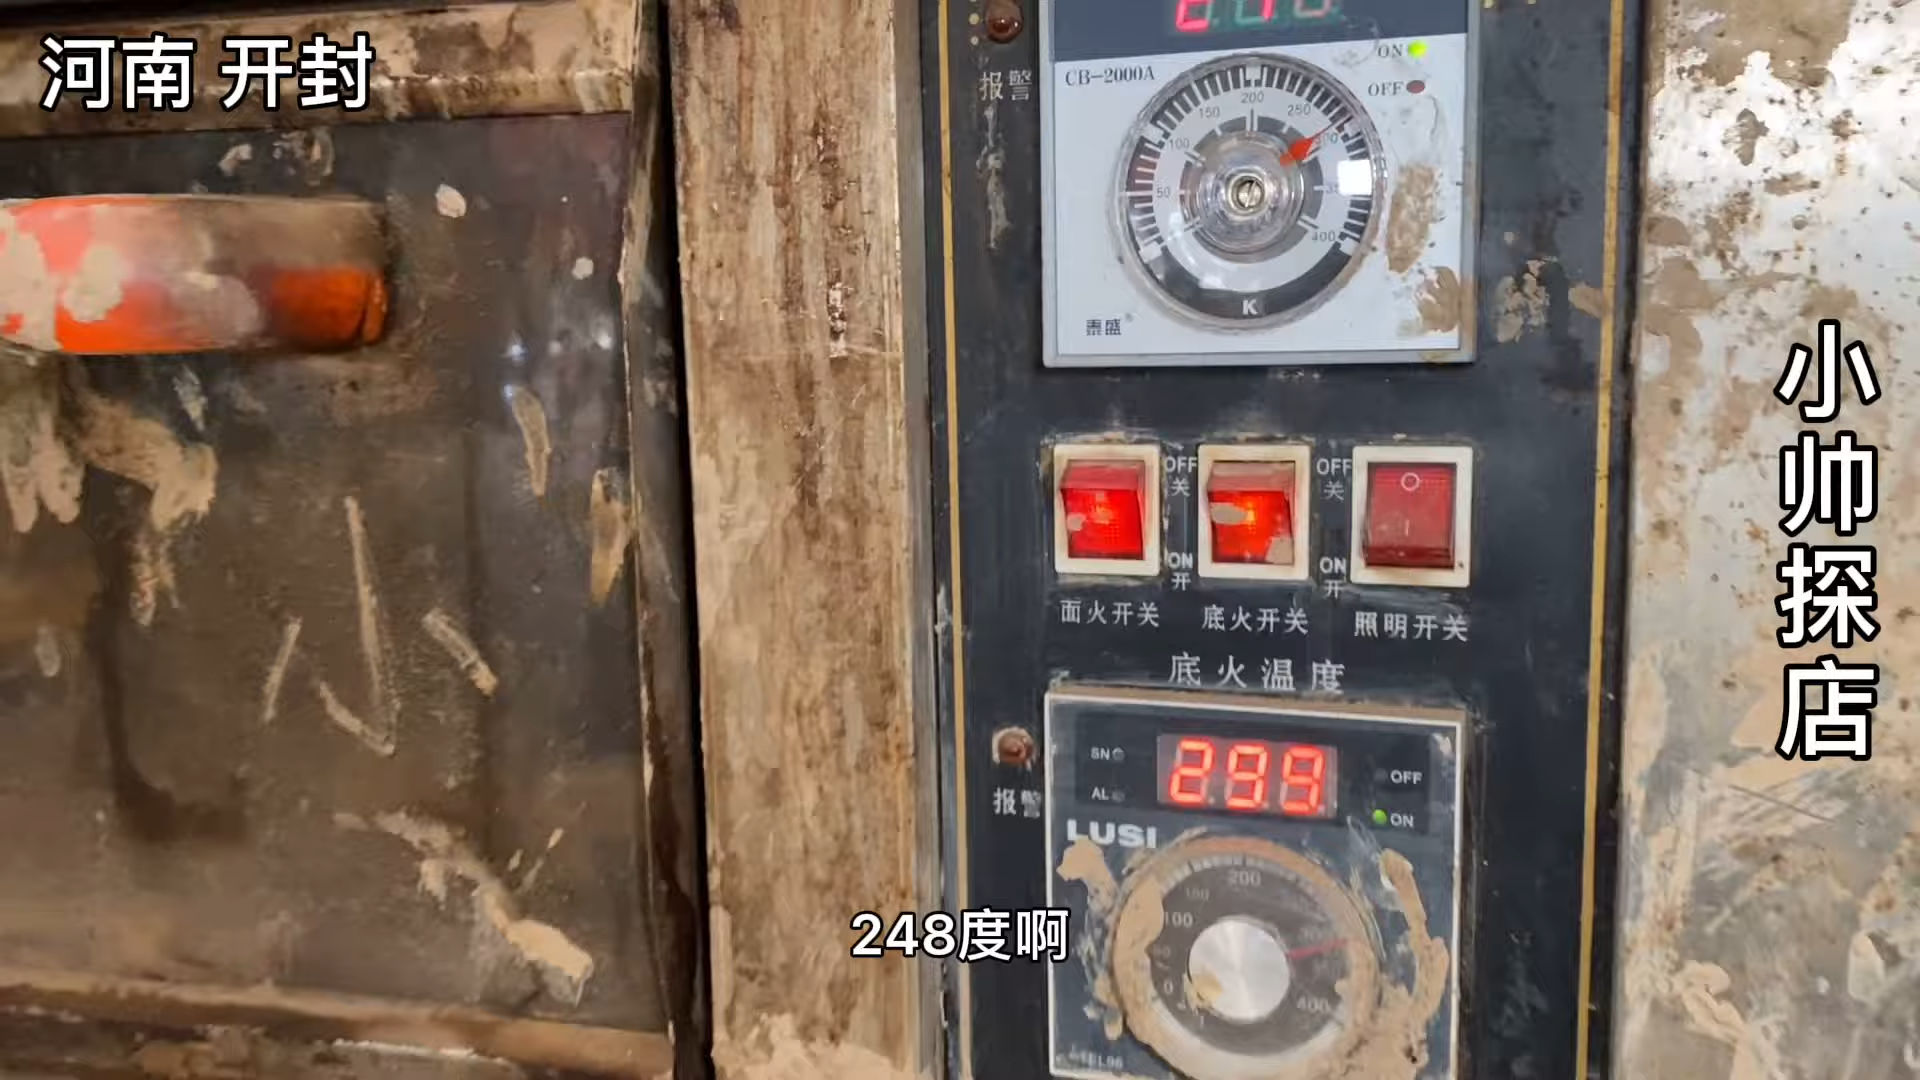 河南 开封
报警
CB-2000A
ON
OFF
50
100
150
200
250
400
K
泰盛
小帅探店
OFF
关
ON
开
OFF
关
ON
开
面火开关
底火开关
照明开关
底火温度
报警
SN
AL
299
OFF
ON
LUSI
100
200
400
248度啊
小